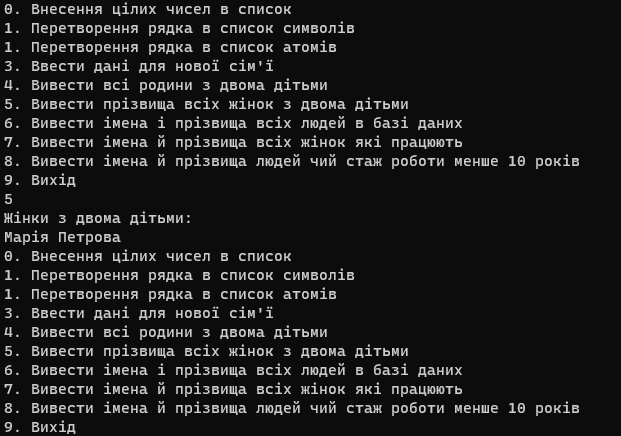 0. Внесення цілих чисел в список
1. Перетворення рядка в список символів
1. Перетворення рядка в список атомів
3. Ввести дані для нової сім'ї
4. Вивести всі родини з двома дітьми
5. Вивести прізвища всіх жінок з двома дітьми
6. Вивести імена і прізвища всіх людей в базі даних
7. Вивести імена й прізвища всіх жінок які працюють
8. Вивести імена й прізвища людей чий стаж роботи менше 10 років
9. Вихід
5
Жінки з двома дітьми:
Марія Петрова
0. Внесення цілих чисел в список
1. Перетворення рядка в список символів
1. Перетворення рядка в список атомів
3. Ввести дані для нової сім'ї
4. Вивести всі родини з двома дітьми
5. Вивести прізвища всіх жінок з двома дітьми
6. Вивести імена і прізвища всіх людей в базі даних
7. Вивести імена й прізвища всіх жінок які працюють
8. Вивести імена й прізвища людей чий стаж роботи менше 10 років
9. Вихід